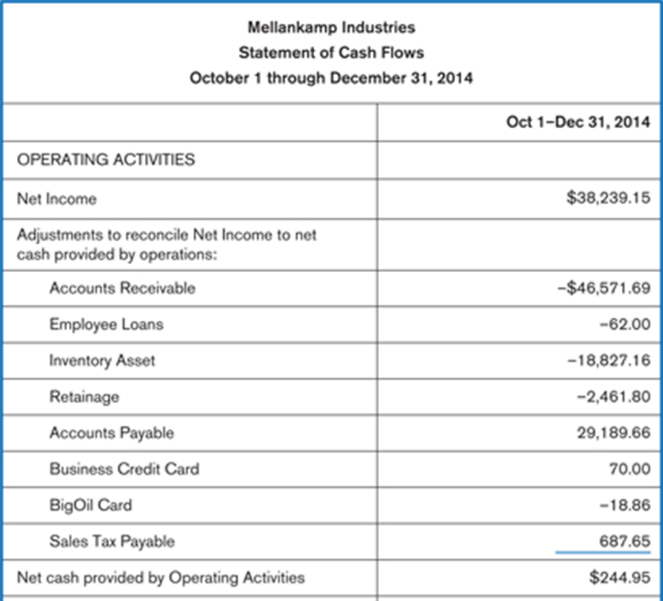 Mellankamp Industries
Statement of Cash Flows
October 1 through December 31, 2014
Oct 1–Dec 31, 2014
OPERATING ACTIVITIES
Net Income $38,239.15
Adjustments to reconcile Net Income to net
cash provided by operations:
Accounts Receivable –$46,571.69
Employee Loans –62.00
Inventory Asset –18,827.16
Retainage –2,461.80
Accounts Payable 29,189.66
Business Credit Card 70.00
BigOil Card –18.86
Sales Tax Payable 687.65
Net cash provided by Operating Activities $244.95